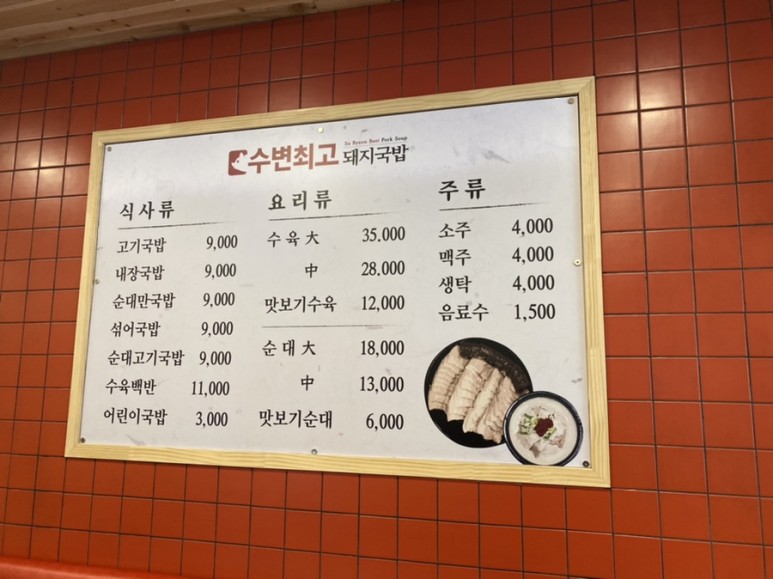 Su Byeon Best Pork Soup
수변최고 돼지국밥
식사류
고기국밥 9,000
내장국밥 9,000
순대만국밥 9,000
섞어국밥 9,000
순대고기국밥 9,000
수육백반 11,000
어린이국밥 3,000
요리류
수육 大 35,000
中 28,000
맛보기수육 12,000
순대 大 18,000
中 13,000
맛보기순대 6,000
주류
소주 4,000
맥주 4,000
생탁 4,000
음료수 1,500